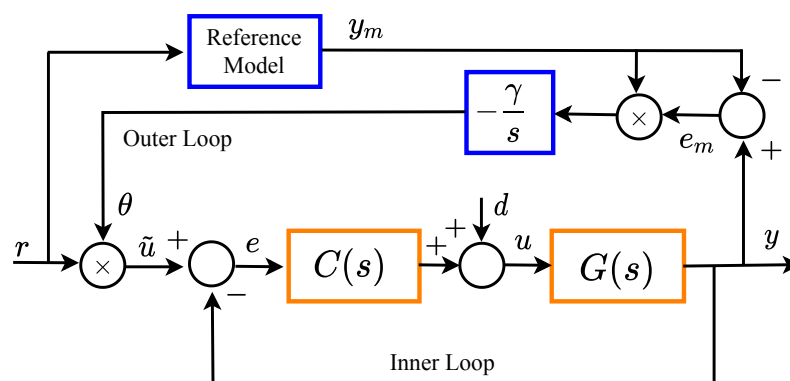 Reference
Model
y_m
−
− γ/s
×
e_m
+
Outer Loop
θ
r
×
ũ
+
−
e
C(s)
+
+
d
u
G(s)
y
Inner Loop